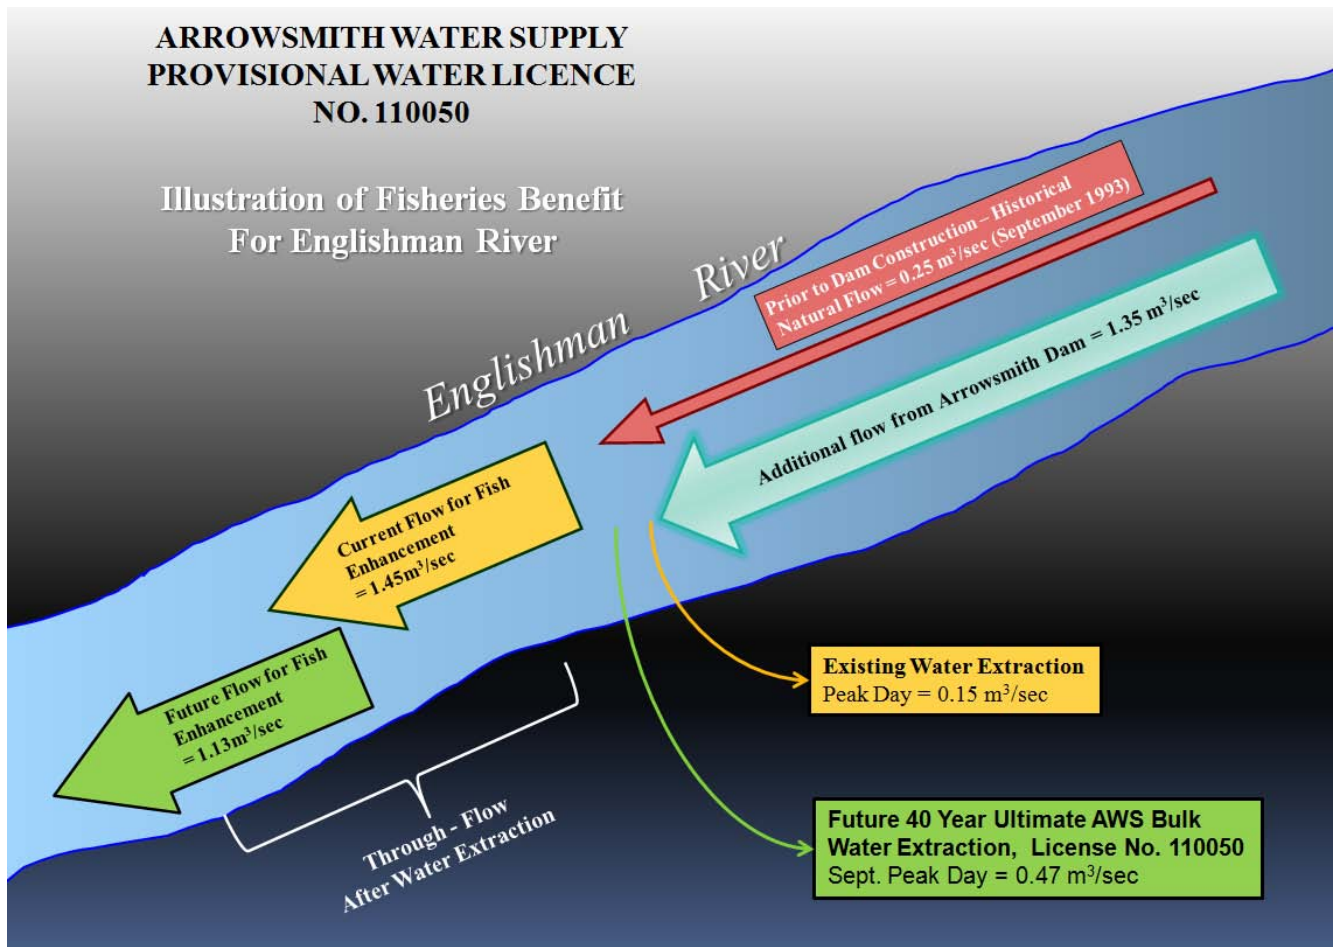 ARROWSMITH WATER SUPPLY
PROVISIONAL WATER LICENCE
NO. 110050
Illustration of Fisheries Benefit
For Englishman River
Englishman River
Prior to Dam Construction – Historical
Natural Flow = 0.25 m³/sec (September 1993)
Additional flow from Arrowsmith Dam = 1.35 m³/sec
Current Flow for Fish
Enhancement
= 1.45m³/sec
Future Flow for Fish
Enhancement
= 1.13m³/sec
Existing Water Extraction
Peak Day = 0.15 m³/sec
Through - Flow
After Water Extraction
Future 40 Year Ultimate AWS Bulk
Water Extraction, License No. 110050
Sept. Peak Day = 0.47 m³/sec